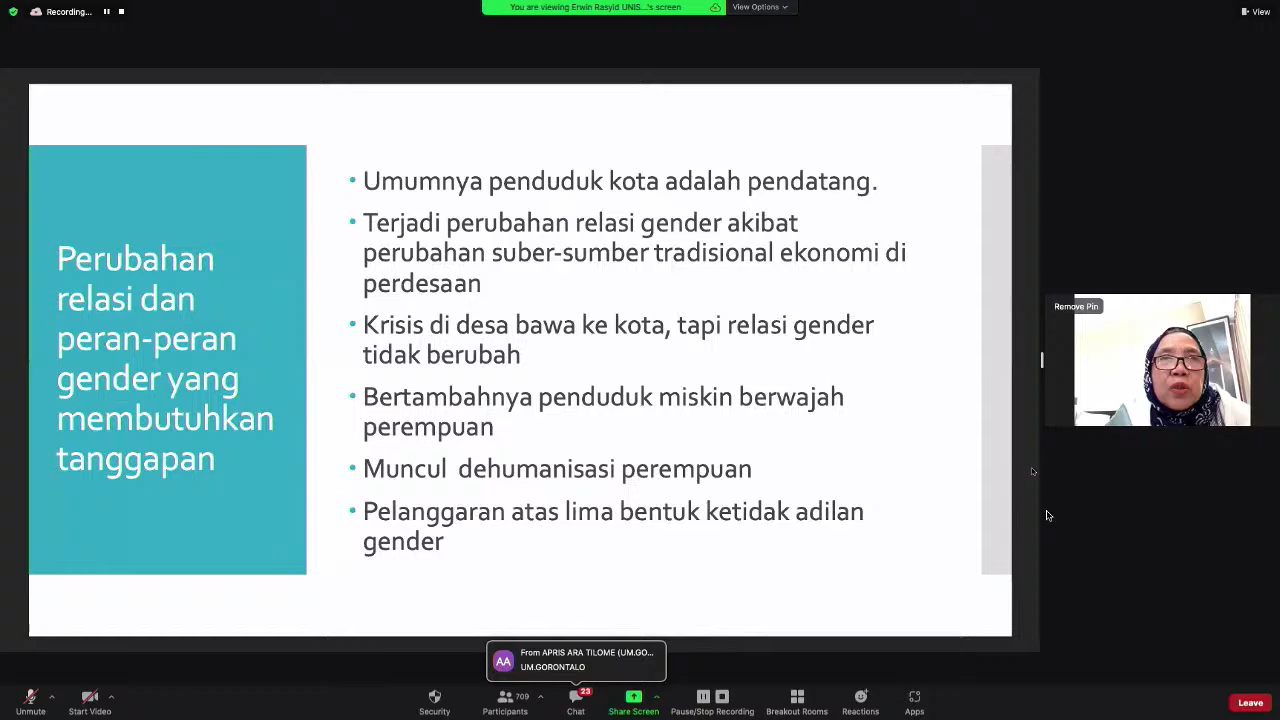 Recording...
You are viewing Erwin Rasyid UNIS...'s screen
View Options
View
Perubahan
relasi dan
peran-peran
gender yang
membutuhkan
tanggapan
• Umumnya penduduk kota adalah pendatang.
• Terjadi perubahan relasi gender akibat
perubahan suber-sumber tradisional ekonomi di
perdesaan
• Krisis di desa bawa ke kota, tapi relasi gender
tidak berubah
• Bertambahnya penduduk miskin berwajah
perempuan
• Muncul dehumanisasi perempuan
• Pelanggaran atas lima bentuk ketidak adilan
gender
Remove Pin
AA
From APRIS ARA TILOME (UM.GO...
UM.GORONTALO
Unmute
Start Video
Security
709
Participants
23
Chat
Share Screen
Pause/Stop Recording
Breakout Rooms
Reactions
Apps
Leave